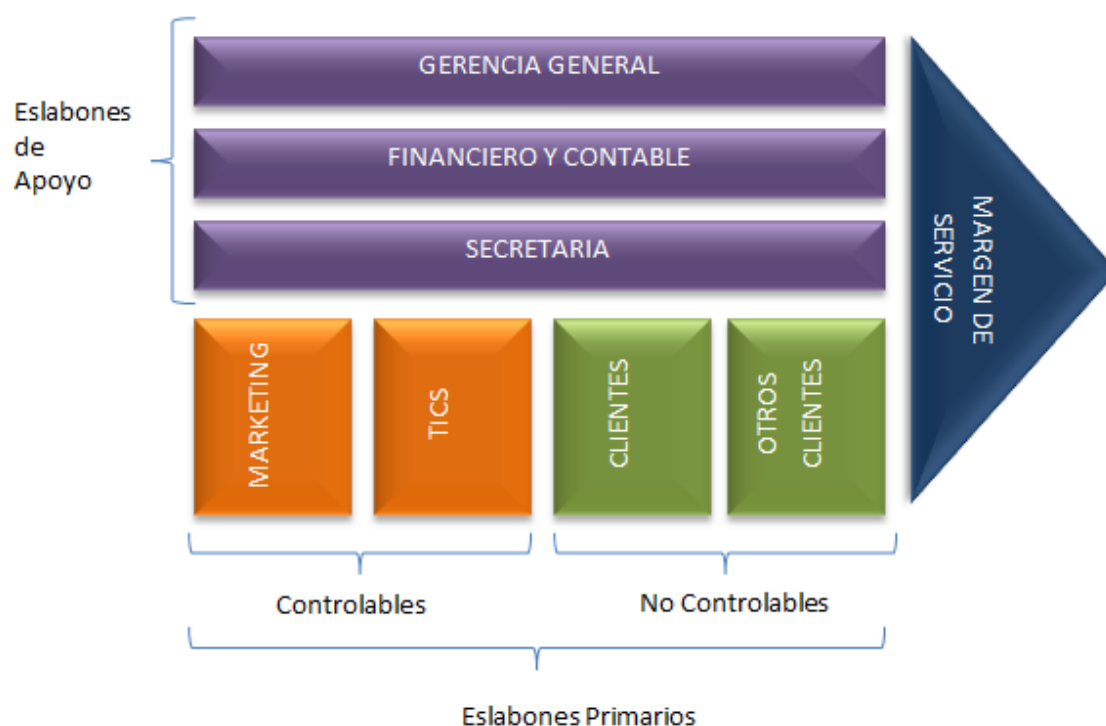 GERENCIA GENERAL
Eslabones
de
Apoyo
FINANCIERO Y CONTABLE
SECRETARIA
MARKETING
TICS
CLIENTES
OTROS
CLIENTES
MARGEN DE
SERVICIO
Controlables
No Controlables
Eslabones Primarios